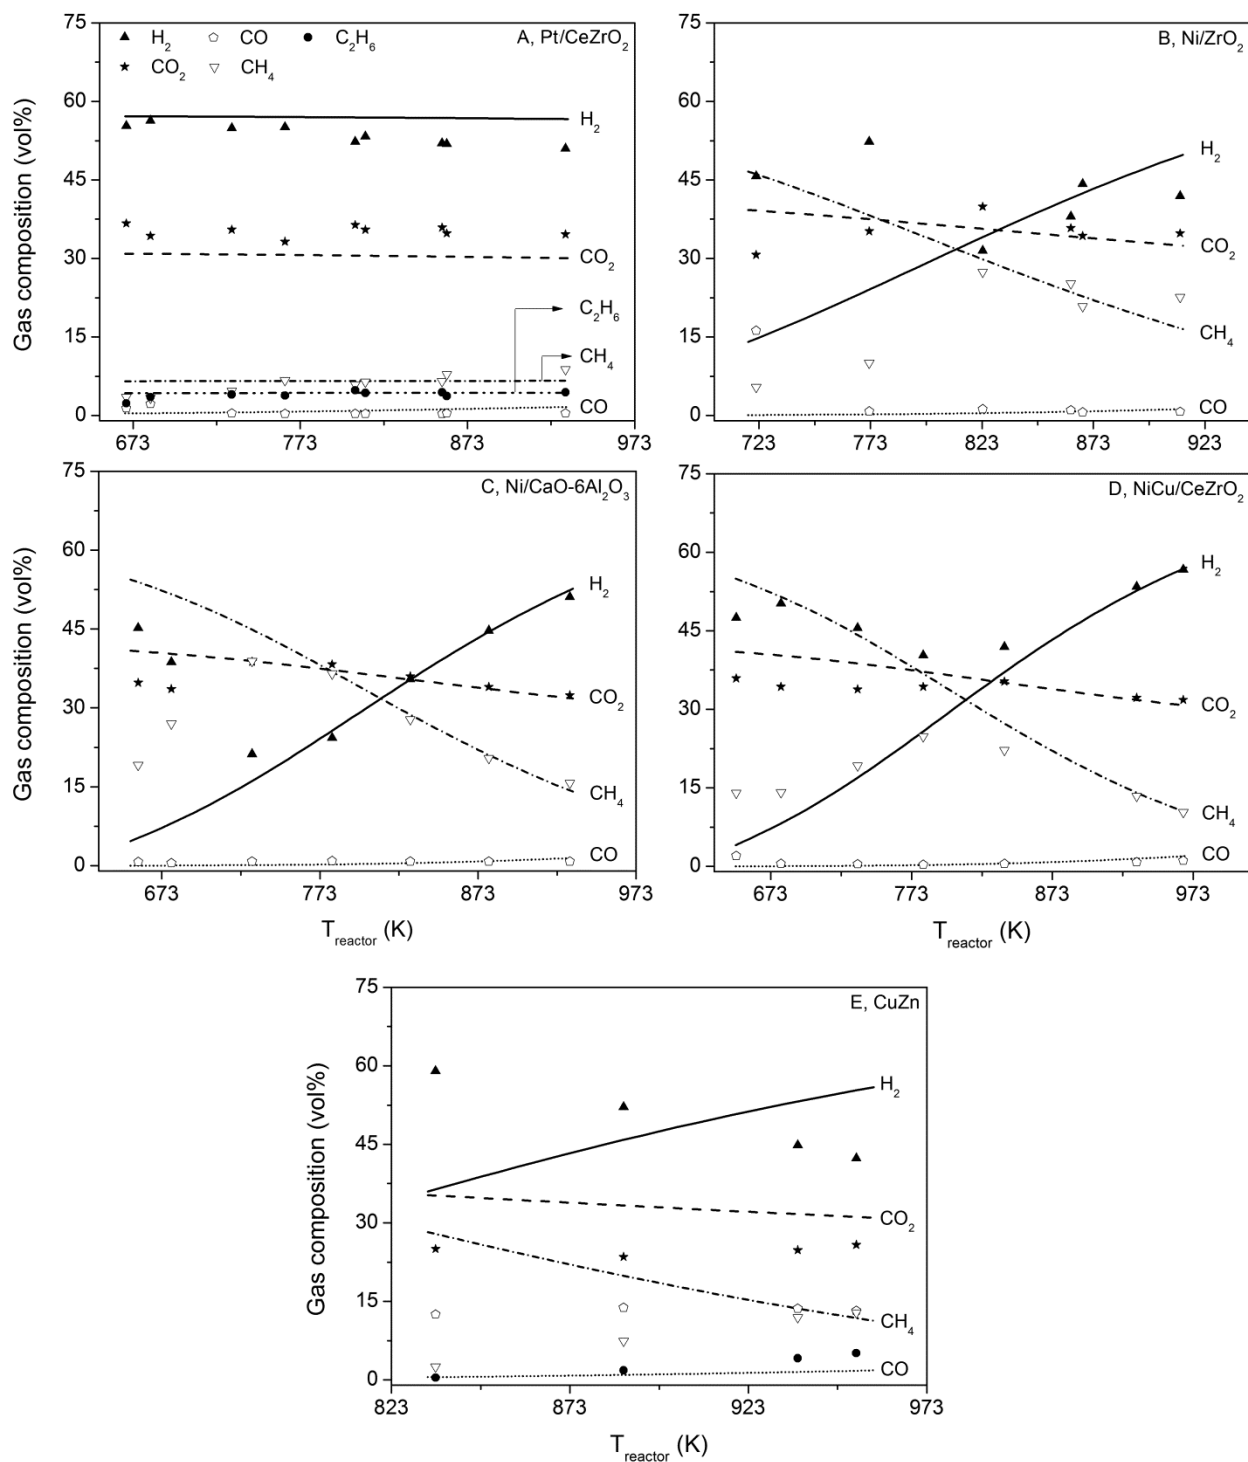 75
60
45
30
15
0
Gas composition (vol%)
H₂ CO C₂H₆
CO₂ CH₄
A, Pt/CeZrO₂
H₂
CO₂
C₂H₆
CH₄
CO
673 773 873 973
75
60
45
30
15
0
B, Ni/ZrO₂
H₂
CO₂
CH₄
CO
723 773 823 873 923
75
60
45
30
15
0
Gas composition (vol%)
C, Ni/CaO-6Al₂O₃
H₂
CO₂
CH₄
CO
673 773 873 973
T_reactor (K)
75
60
45
30
15
0
D, NiCu/CeZrO₂
H₂
CO₂
CH₄
CO
673 773 873 973
T_reactor (K)
75
60
45
30
15
0
Gas composition (vol%)
E, CuZn
H₂
CO₂
CH₄
CO
823 873 923 973
T_reactor (K)